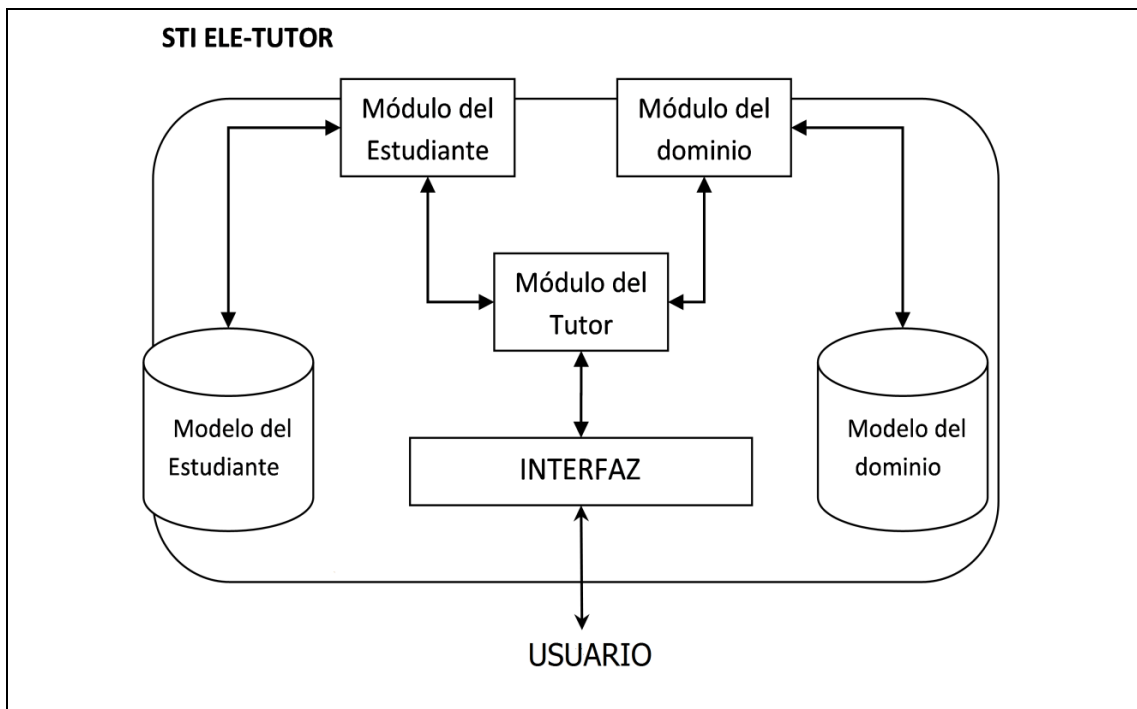 STI ELE-TUTOR
Módulo del
Estudiante
Módulo del
dominio
Módulo del
Tutor
Modelo del
Estudiante
INTERFAZ
Modelo del
dominio
USUARIO